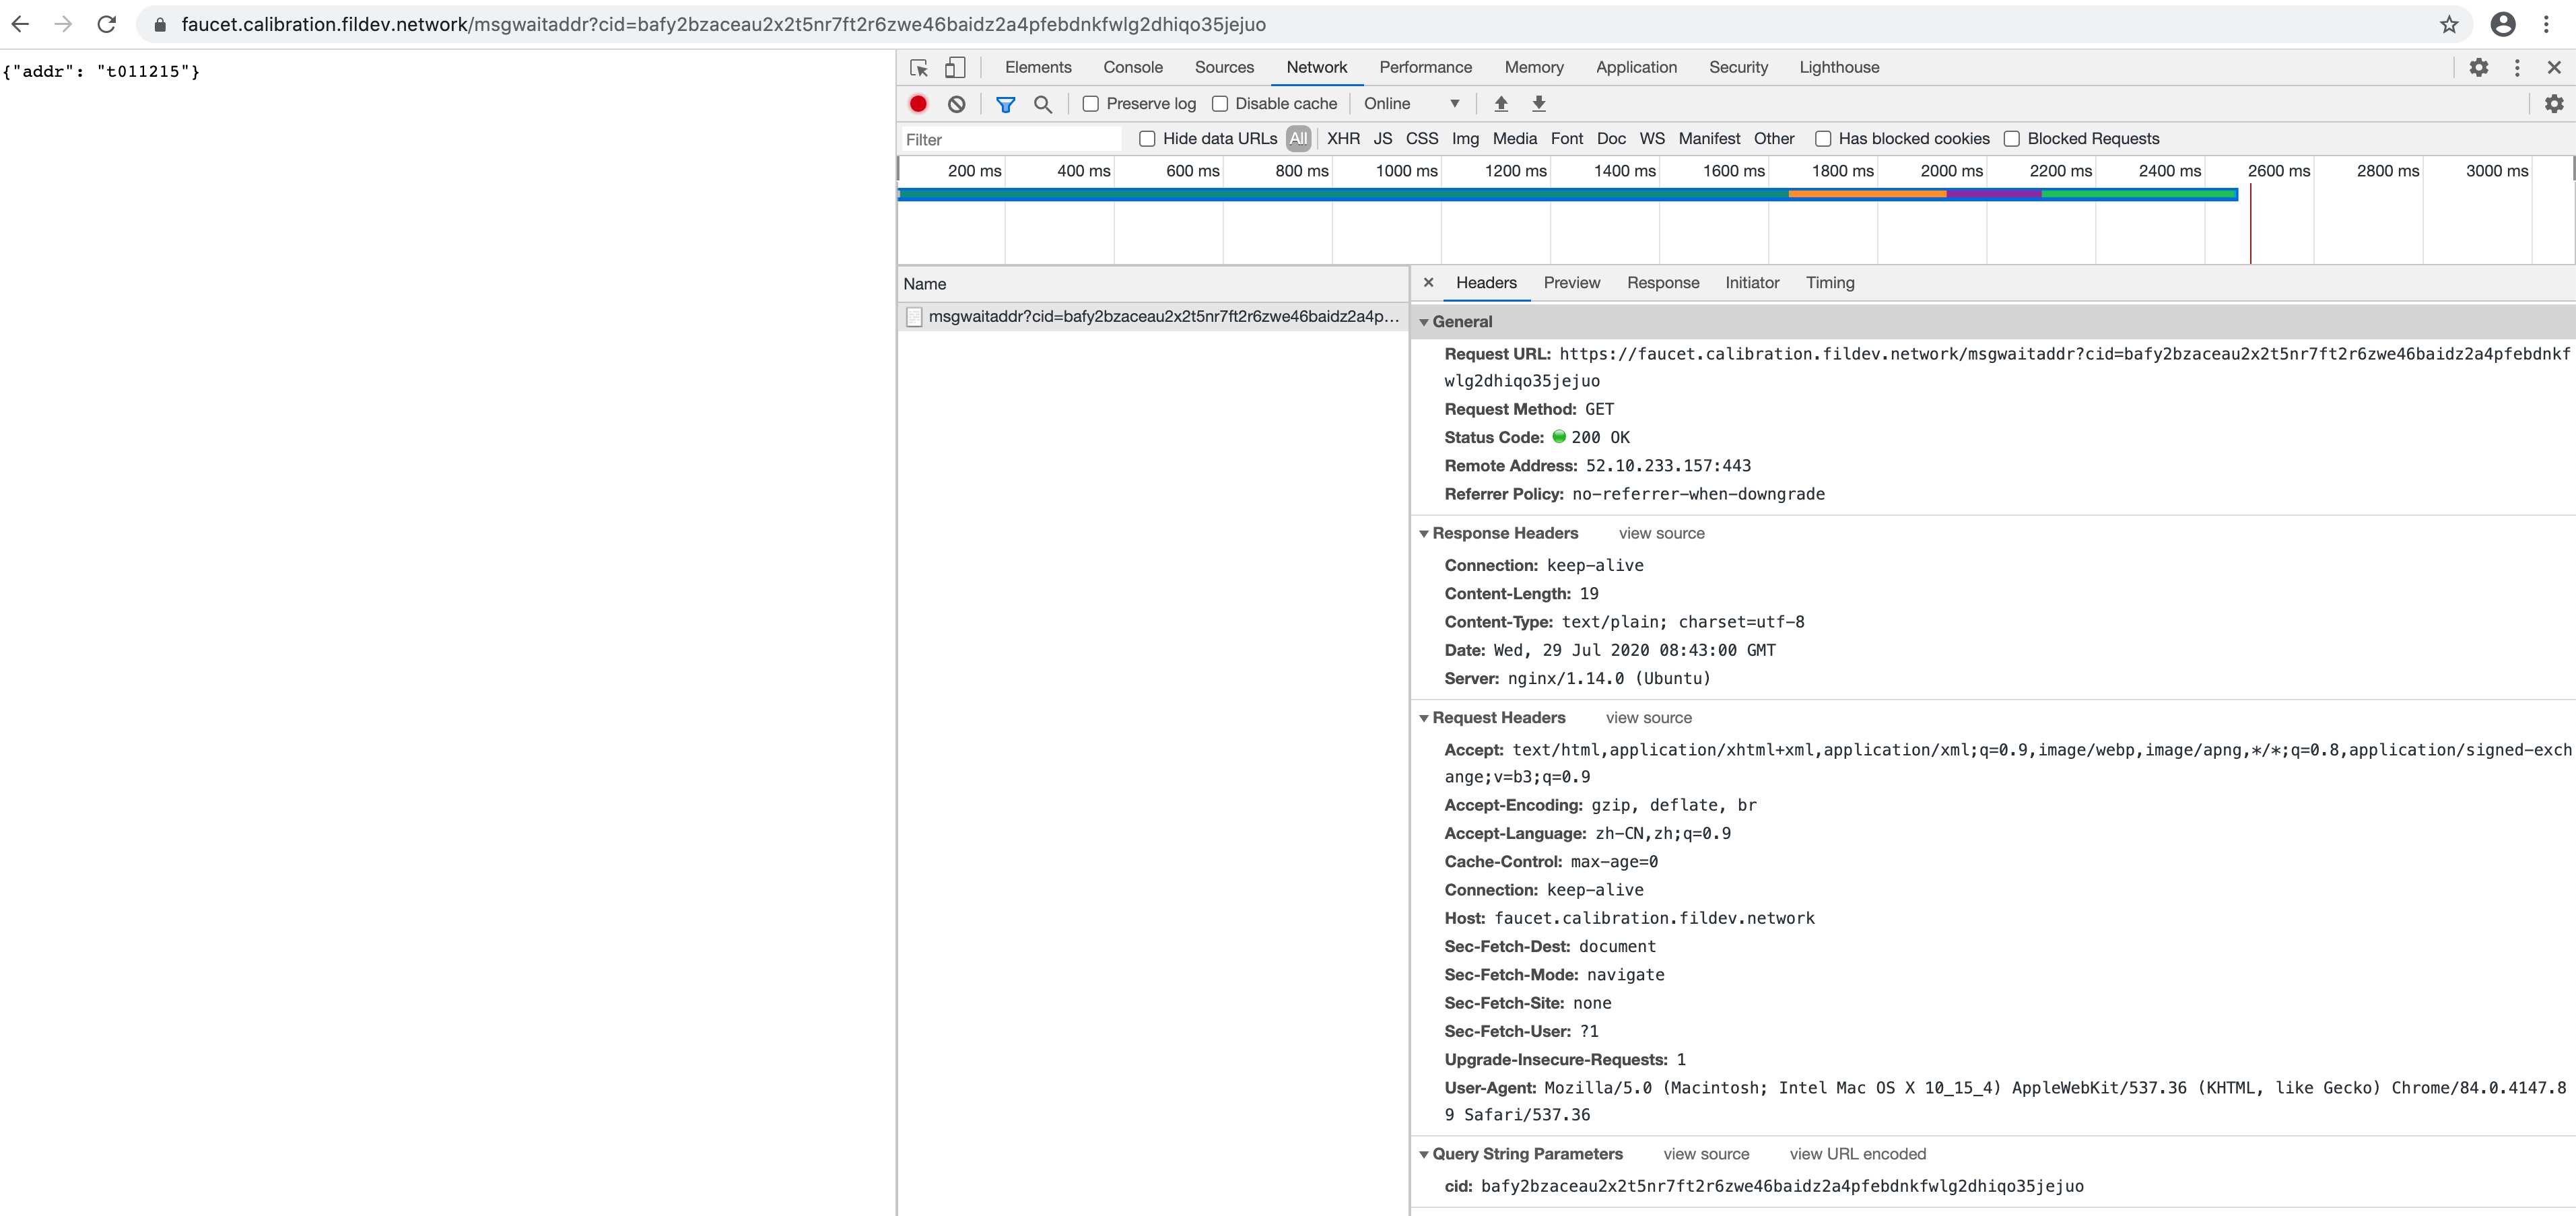 faucet.calibration.fildev.network/msgwaitaddr?cid=bafy2bzaceau2x2t5nr7ft2r6zwe46baidz2a4pfebdnkfwlg2dhiqo35jejuo
{"addr": "t011215"}
Elements Console Sources Network Performance Memory Application Security Lighthouse
Preserve log Disable cache Online
Filter Hide data URLs All XHR JS CSS Img Media Font Doc WS Manifest Other Has blocked cookies Blocked Requests
200 ms 400 ms 600 ms 800 ms 1000 ms 1200 ms 1400 ms 1600 ms 1800 ms 2000 ms 2200 ms 2400 ms 2600 ms 2800 ms 3000 ms
Name
msgwaitaddr?cid=bafy2bzaceau2x2t5nr7ft2r6zwe46baidz2a4p…
Headers Preview Response Initiator Timing
General
Request URL: https://faucet.calibration.fildev.network/msgwaitaddr?cid=bafy2bzaceau2x2t5nr7ft2r6zwe46baidz2a4pfebdnkf
wlg2dhiqo35jejuo
Request Method: GET
Status Code: 200 OK
Remote Address: 52.10.233.157:443
Referrer Policy: no-referrer-when-downgrade
Response Headers view source
Connection: keep-alive
Content-Length: 19
Content-Type: text/plain; charset=utf-8
Date: Wed, 29 Jul 2020 08:43:00 GMT
Server: nginx/1.14.0 (Ubuntu)
Request Headers view source
Accept: text/html,application/xhtml+xml,application/xml;q=0.9,image/webp,image/apng,*/*;q=0.8,application/signed-exch
ange;v=b3;q=0.9
Accept-Encoding: gzip, deflate, br
Accept-Language: zh-CN,zh;q=0.9
Cache-Control: max-age=0
Connection: keep-alive
Host: faucet.calibration.fildev.network
Sec-Fetch-Dest: document
Sec-Fetch-Mode: navigate
Sec-Fetch-Site: none
Sec-Fetch-User: ?1
Upgrade-Insecure-Requests: 1
User-Agent: Mozilla/5.0 (Macintosh; Intel Mac OS X 10_15_4) AppleWebKit/537.36 (KHTML, like Gecko) Chrome/84.0.4147.8
9 Safari/537.36
Query String Parameters view source view URL encoded
cid: bafy2bzaceau2x2t5nr7ft2r6zwe46baidz2a4pfebdnkfwlg2dhiqo35jejuo